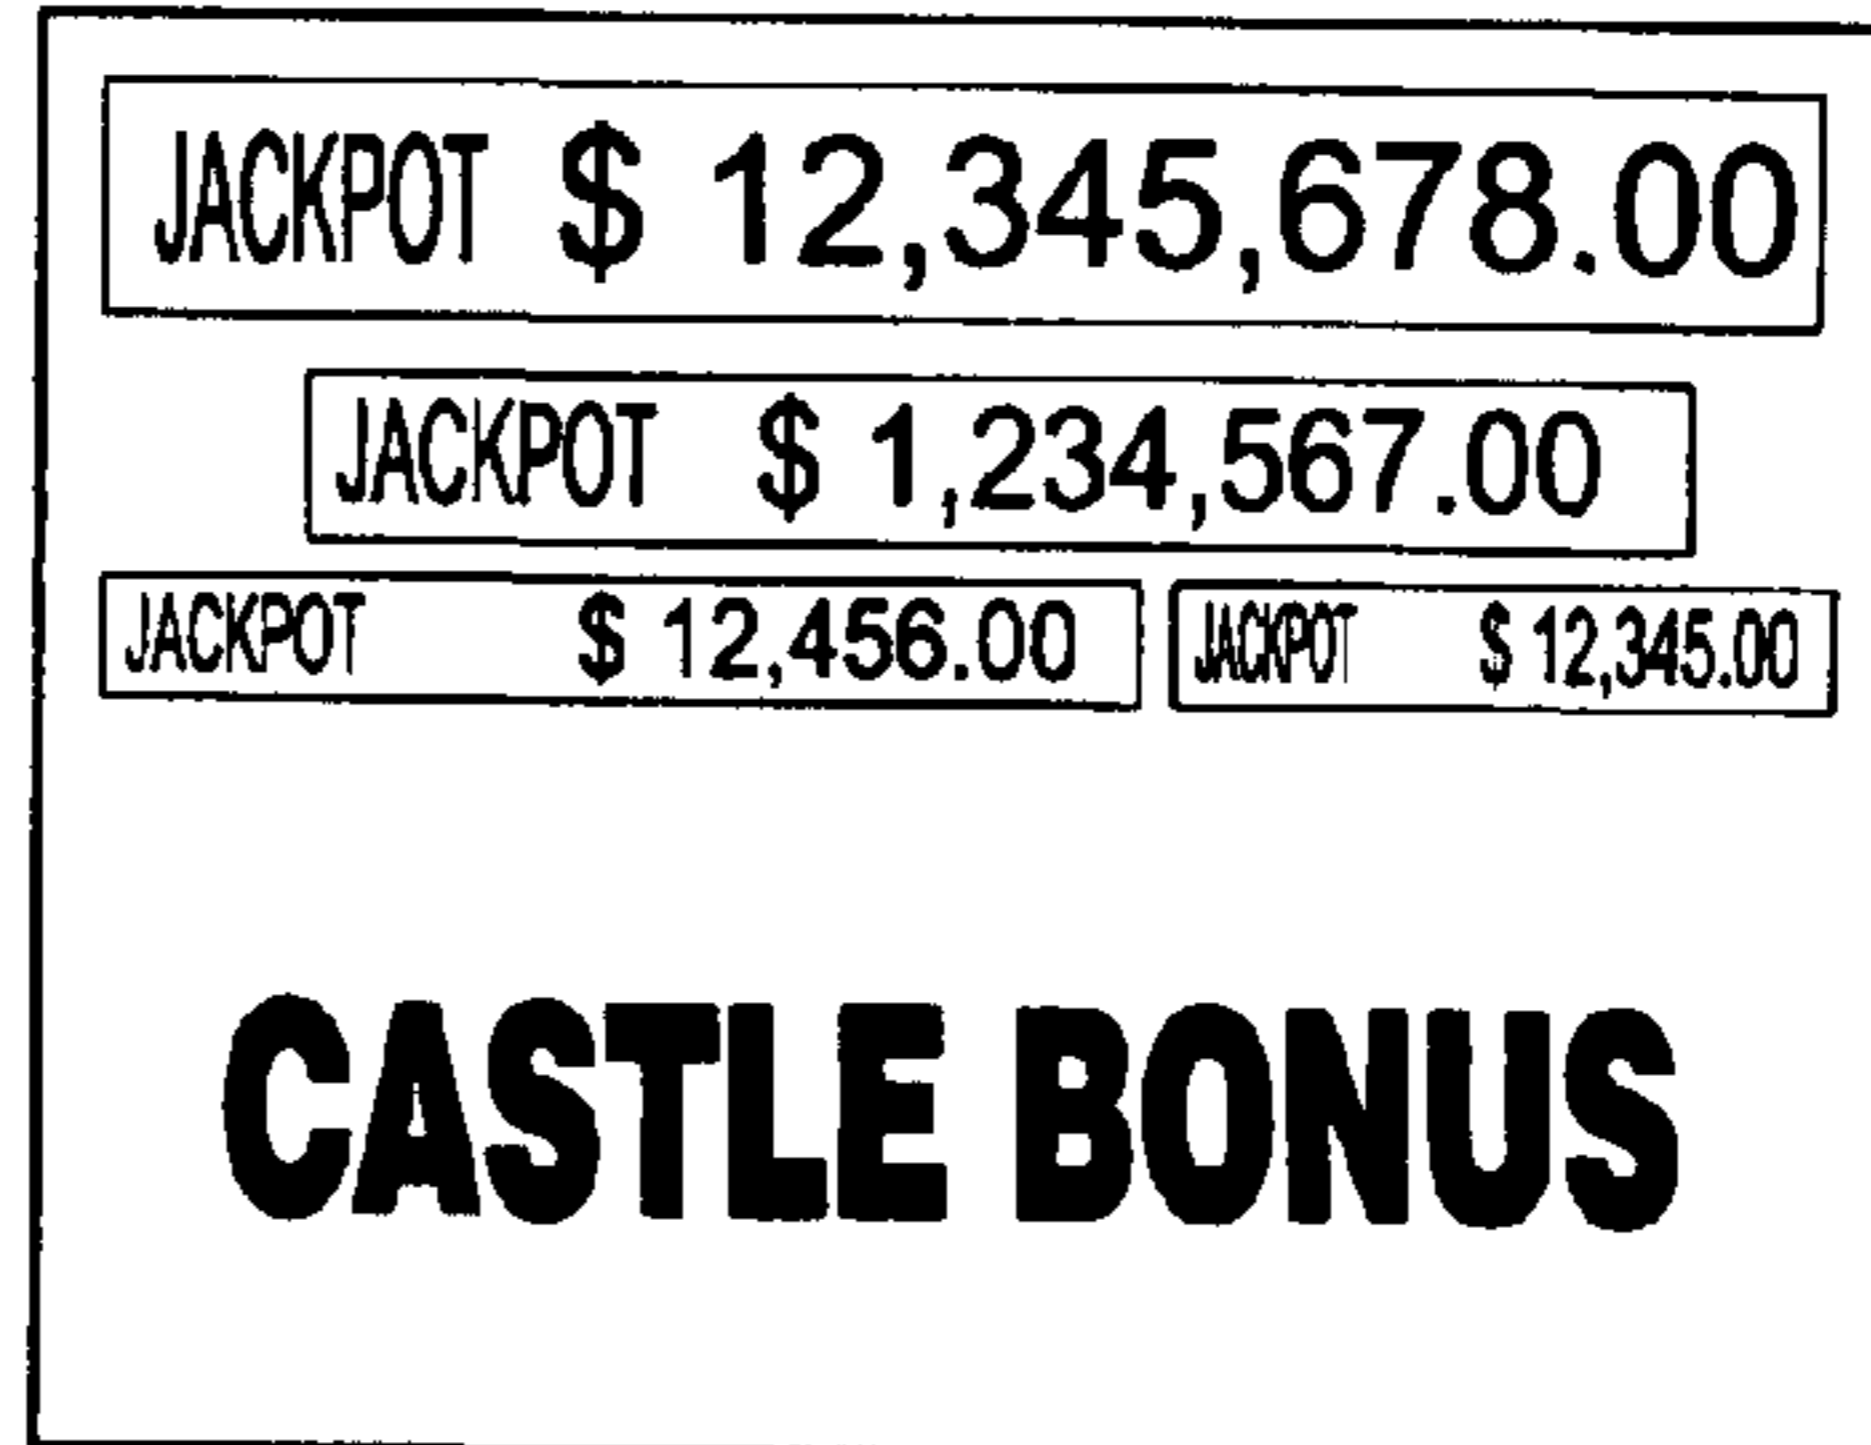 JACKPOT $ 12,345,678.00
JACKPOT $ 1,234,567.00
JACKPOT $ 12,456.00 JACKPOT $ 12,345.00
CASTLE BONUS